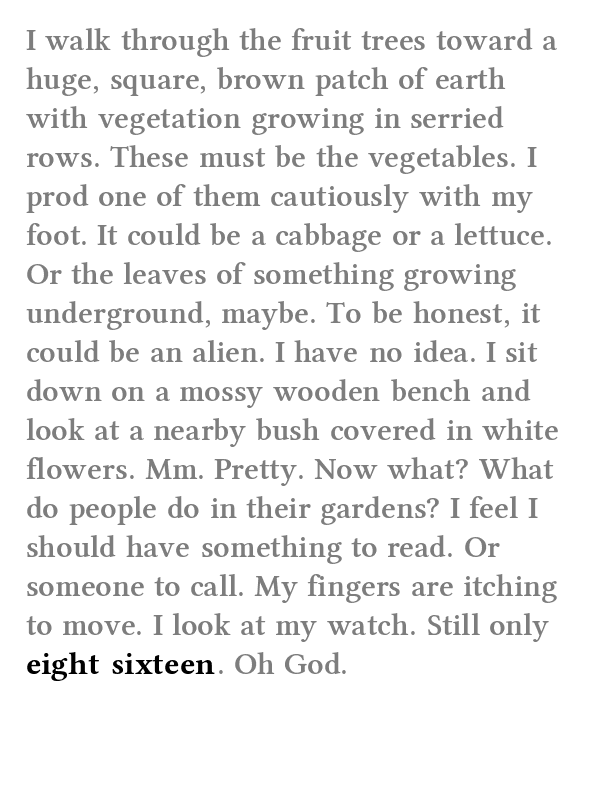 I walk through the fruit trees toward a
huge, square, brown patch of earth
with vegetation growing in serried
rows. These must be the vegetables. I
prod one of them cautiously with my
foot. It could be a cabbage or a lettuce.
Or the leaves of something growing
underground, maybe. To be honest, it
could be an alien. I have no idea. I sit
down on a mossy wooden bench and
look at a nearby bush covered in white
flowers. Mm. Pretty. Now what? What
do people do in their gardens? I feel I
should have something to read. Or
someone to call. My fingers are itching
to move. I look at my watch. Still only
eight sixteen. Oh God.